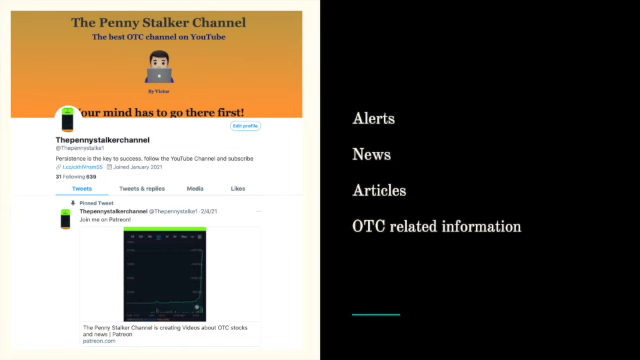 The Penny Stalker Channel
The best OTC channel on YouTube
By Victor
Your mind has to go there first!
Edit profile
Thepennystalkerchannel
@Thepennystalke1
Persistence is the key to success, follow the YouTube Channel and subscribe
Joined January 2021
31 Following 639
Tweets Tweets & replies Media Likes
Pinned Tweet
Thepennystalkerchannel @Thepennystalke1 · 2/4/21
Join me on Patreon!
The Penny Stalker Channel is creating Videos about OTC stocks
and news | Patreon
patreon.com
Alerts
News
Articles
OTC related information